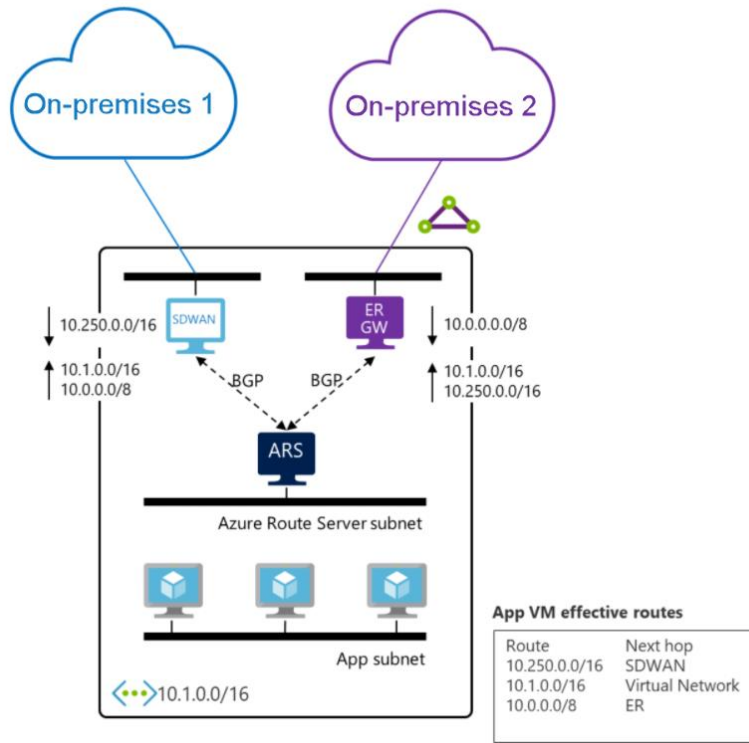 On-premises 1
On-premises 2
SDWAN
ER
GW
10.250.0.0/16
10.1.0.0/16
10.0.0.0/8
10.0.0.0.0/8
10.1.0.0/16
10.250.0.0/16
BGP
BGP
ARS
Azure Route Server subnet
App subnet
10.1.0.0/16
App VM effective routes
Route Next hop
10.250.0.0/16 SDWAN
10.1.0.0/16 Virtual Network
10.0.0.0/8 ER